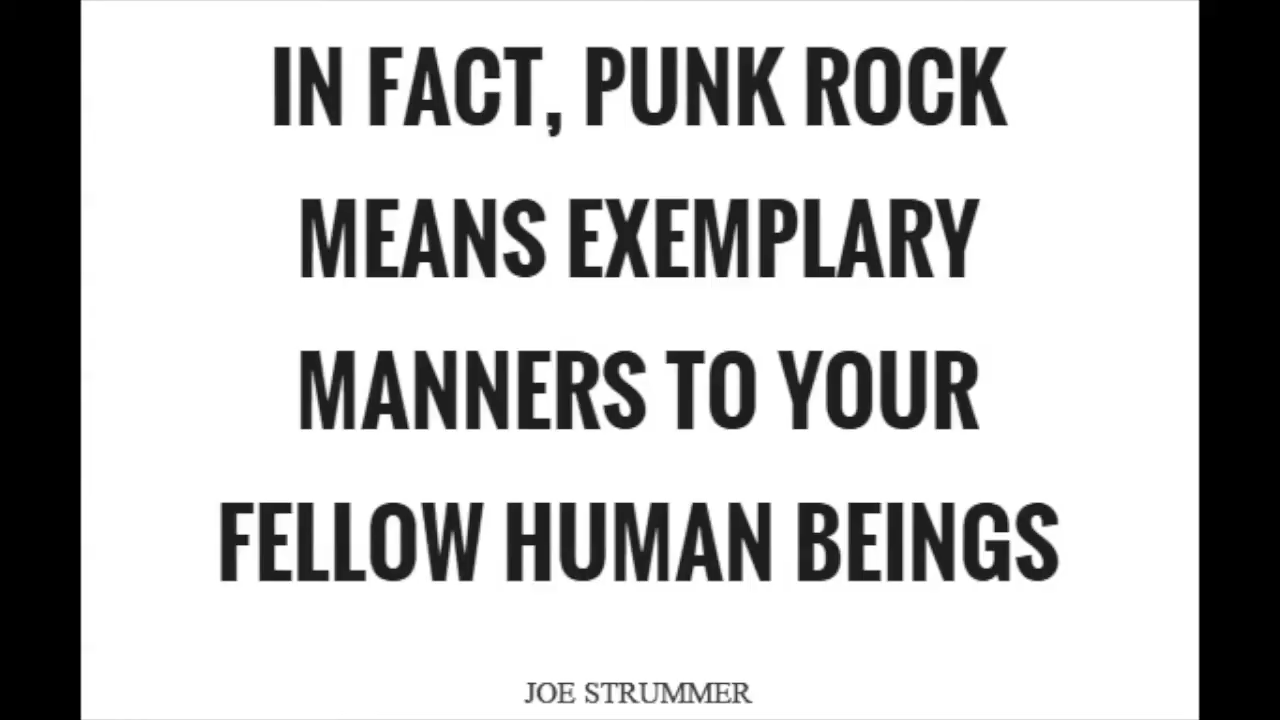 IN FACT, PUNK ROCK
MEANS EXEMPLARY
MANNERS TO YOUR
FELLOW HUMAN BEINGS
JOE STRUMMER